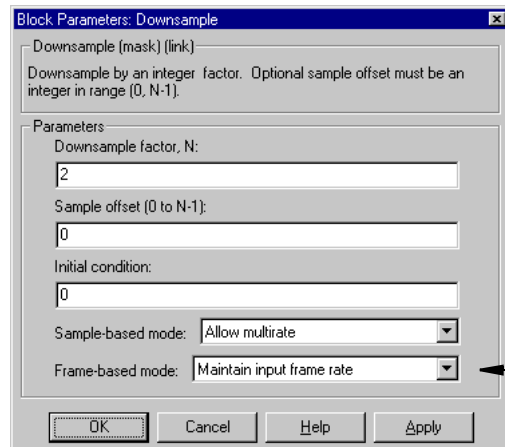 Block Parameters: Downsample
Downsample (mask) (link)
Downsample by an integer factor. Optional sample offset must be an
integer in range (0, N-1).
Parameters
Downsample factor, N:
2
Sample offset (0 to N-1):
0
Initial condition:
0
Sample-based mode: Allow multirate
Frame-based mode: Maintain input frame rate
OK Cancel Help Apply